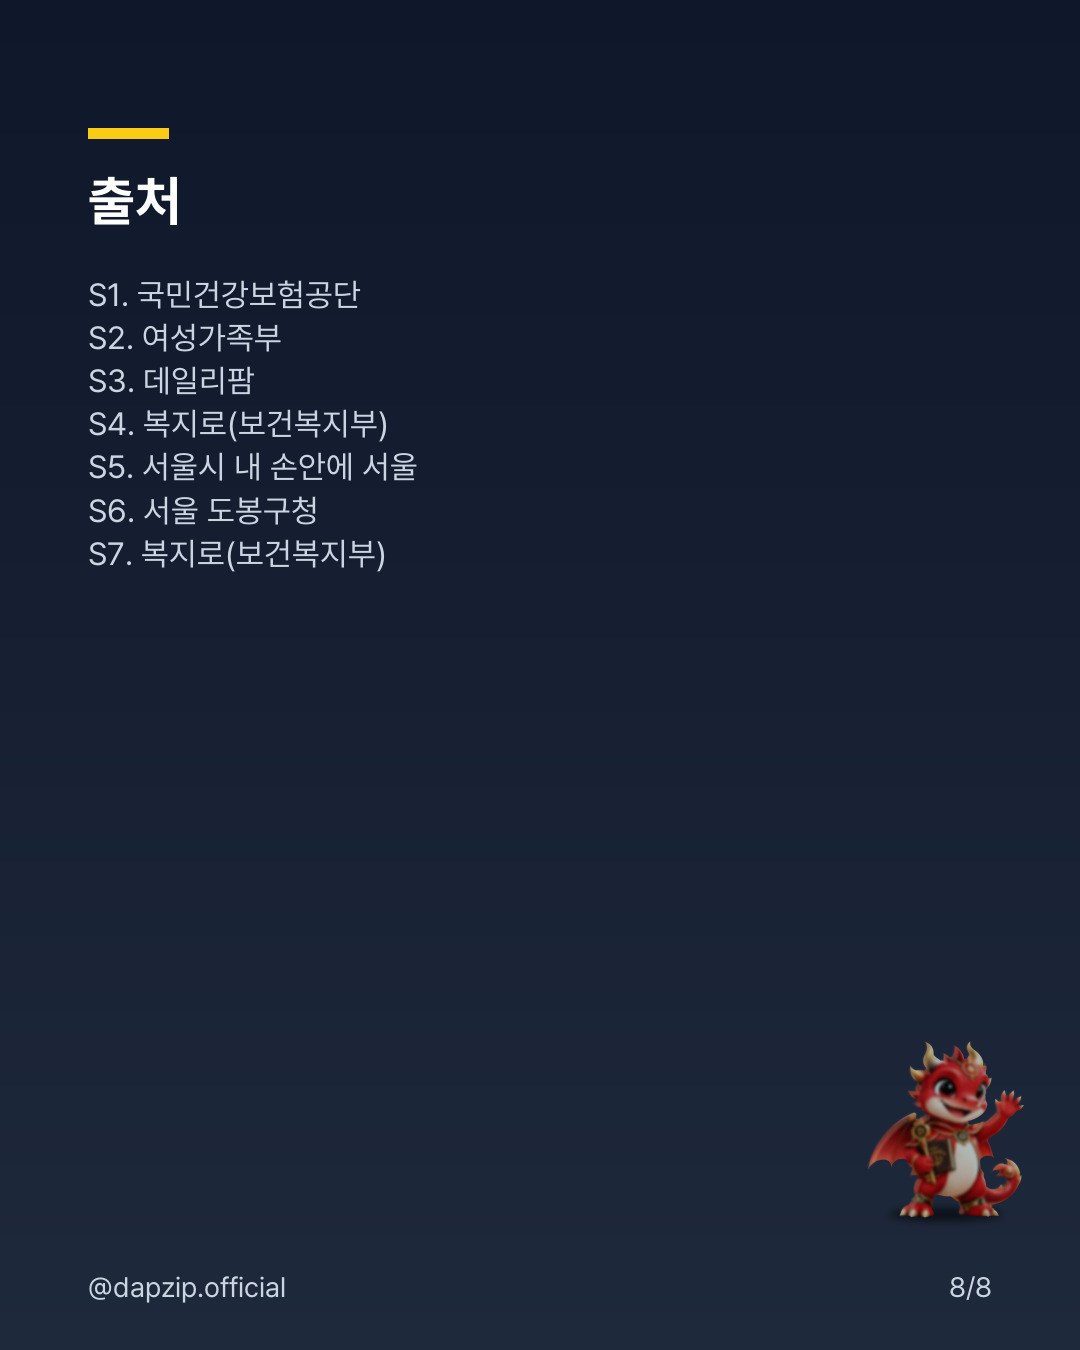 출처
S1. 국민건강보험공단
S2. 여성가족부
S3. 데일리팜
S4. 복지로(보건복지부)
S5. 서울시 내 손안에 서울
S6. 서울 도봉구청
S7. 복지로(보건복지부)
@dapzip.official
8/8